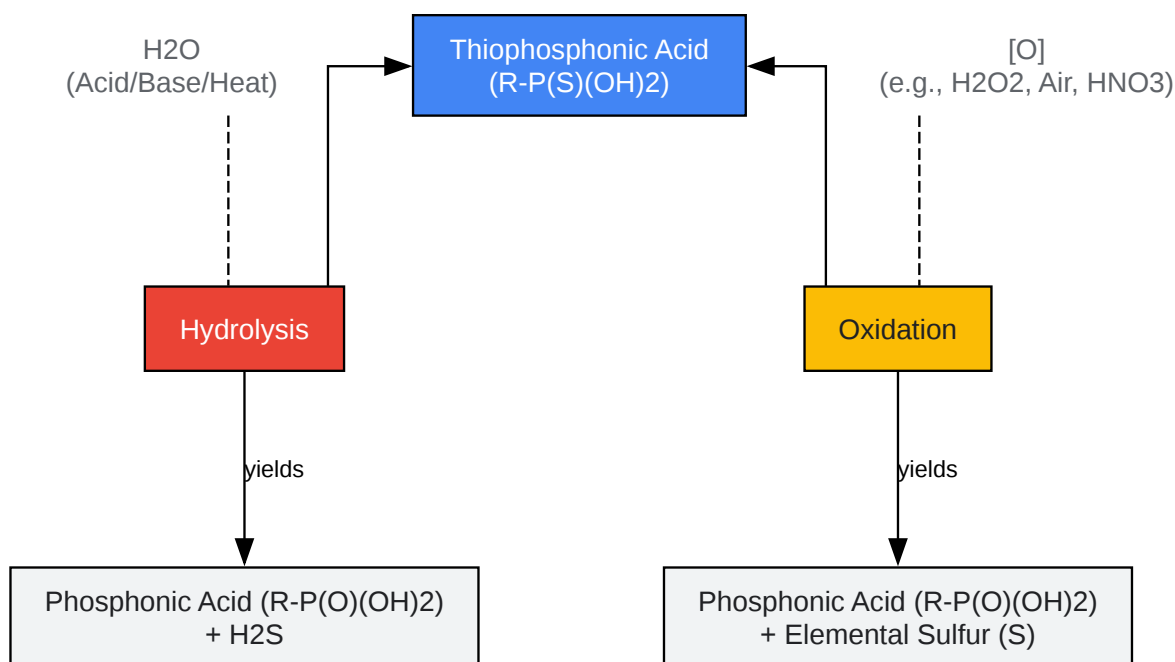 H2O
(Acid/Base/Heat)
Thiophosphonic Acid
(R-P(S)(OH)2)
[O]
(e.g., H2O2, Air, HNO3)
Hydrolysis
Oxidation
yields
yields
Phosphonic Acid (R-P(O)(OH)2)
+ H2S
Phosphonic Acid (R-P(O)(OH)2)
+ Elemental Sulfur (S)